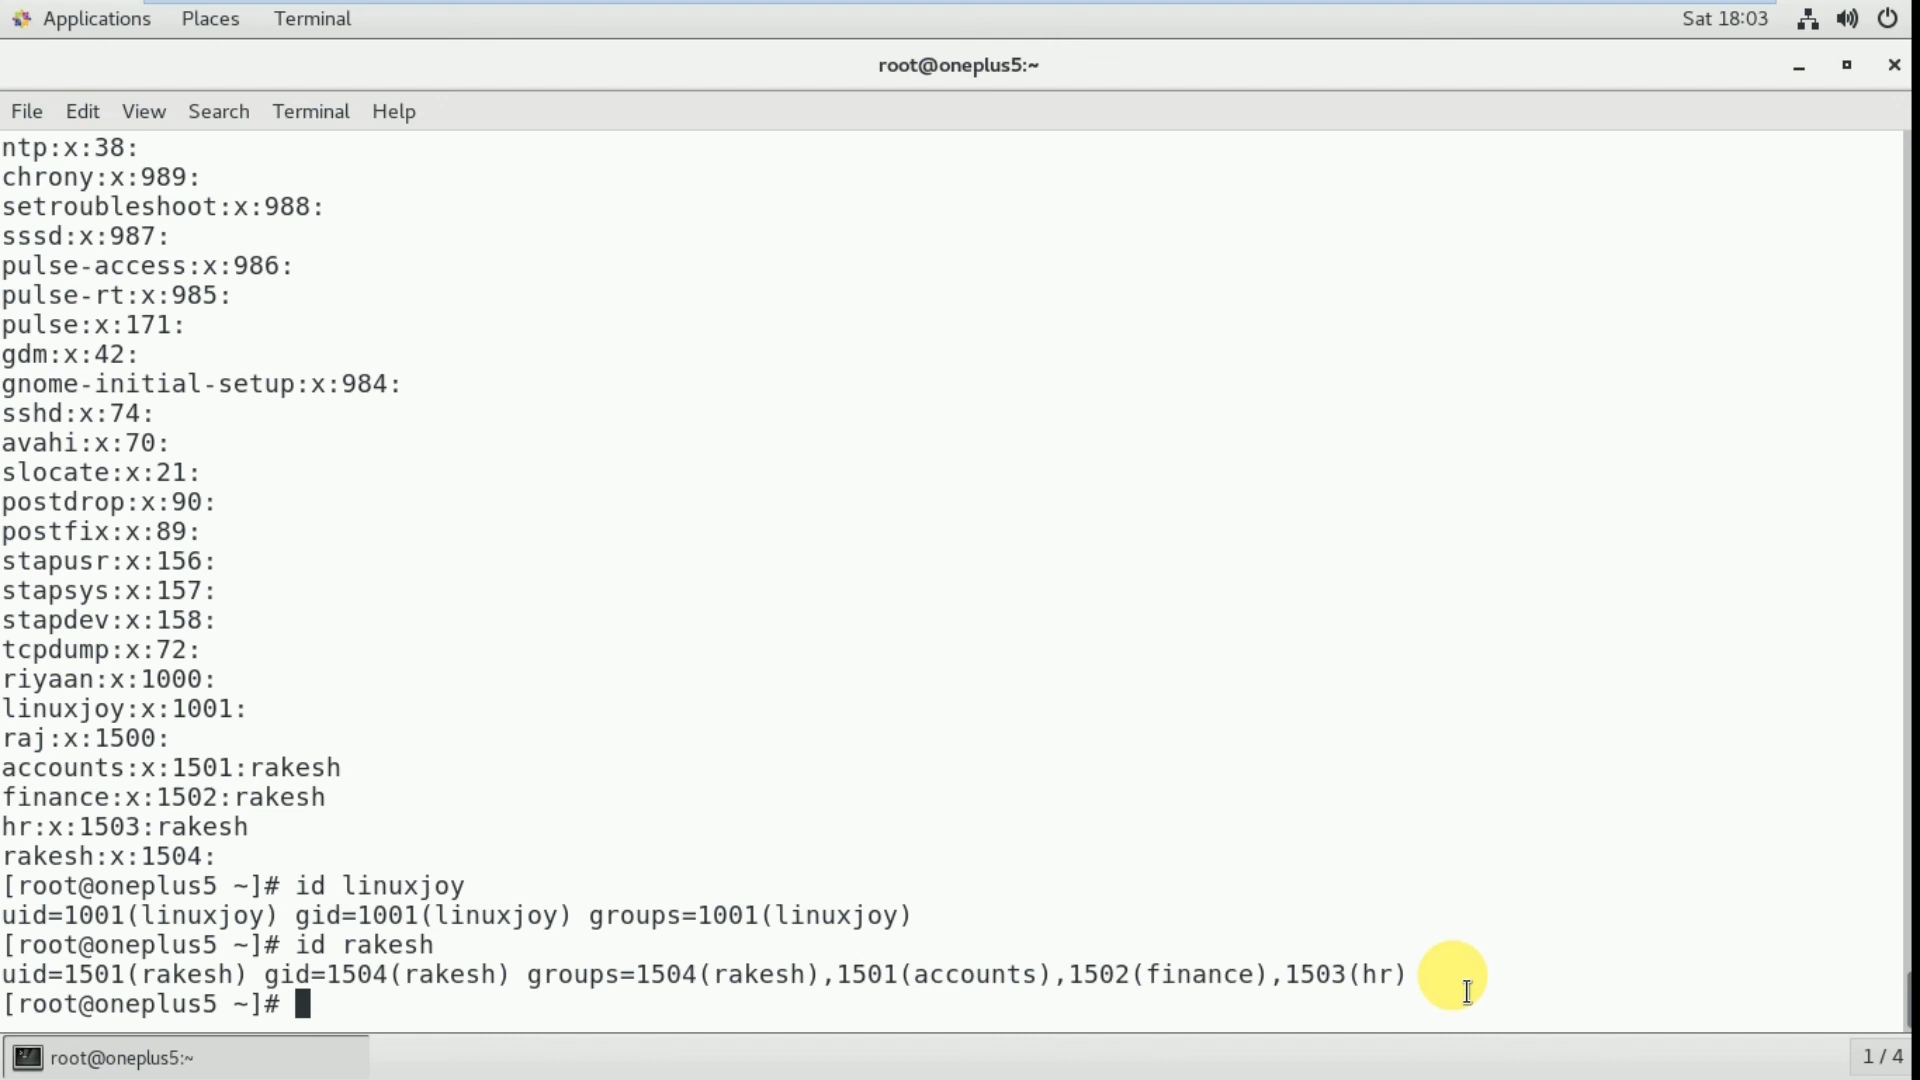 Applications Places Terminal Sat 18:03
root@oneplus5:~
File Edit View Search Terminal Help
ntp:x:38:
chrony:x:989:
setroubleshoot:x:988:
sssd:x:987:
pulse-access:x:986:
pulse-rt:x:985:
pulse:x:171:
gdm:x:42:
gnome-initial-setup:x:984:
sshd:x:74:
avahi:x:70:
slocate:x:21:
postdrop:x:90:
postfix:x:89:
stapusr:x:156:
stapsys:x:157:
stapdev:x:158:
tcpdump:x:72:
riyaan:x:1000:
linuxjoy:x:1001:
raj:x:1500:
accounts:x:1501:rakesh
finance:x:1502:rakesh
hr:x:1503:rakesh
rakesh:x:1504:
[root@oneplus5 ~]# id linuxjoy
uid=1001(linuxjoy) gid=1001(linuxjoy) groups=1001(linuxjoy)
[root@oneplus5 ~]# id rakesh
uid=1501(rakesh) gid=1504(rakesh) groups=1504(rakesh),1501(accounts),1502(finance),1503(hr)
[root@oneplus5 ~]#
root@oneplus5:~ 1 / 4